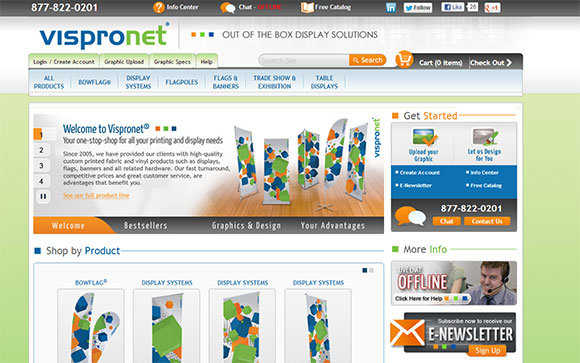 877-822-0201 Info Center Chat - Free Catalog Follow
vispronet® OUT OF THE BOX DISPLAY SOLUTIONS
Login / Create Account Graphic Upload Graphic Specs Help Search Cart (0 Items) Check Out
ALL PRODUCTS
BOWFLAG®
DISPLAY SYSTEMS
FLAGPOLES
FLAGS & BANNERS
TRADE SHOW & EXHIBITION
TABLE DISPLAYS
1
2
3
4
Welcome to Vispronet®
Your one-stop-shop for all your printing and display needs
Since 2005, we have provided our clients with high-quality
custom printed fabric and vinyl products such as displays,
flags, banners and all related hardware. Our fast turnaround,
competitive prices and great customer service, are
advantages that benefit you.
See our full product line
vispronet
Welcome Bestsellers Graphics & Design Your Advantages
Get Started
Upload your Graphic
Let us Design for You
Create Account Info Center
E-Newsletter Free Catalog
877-822-0201
Chat Contact Us
Shop by Product
BOWFLAG® DISPLAY SYSTEMS DISPLAY SYSTEMS DISPLAY SYSTEMS
More Info
LIVE CHAT
OFFLINE
Click Here for Help
Subscribe now to receive our
E-NEWSLETTER
Sign Up